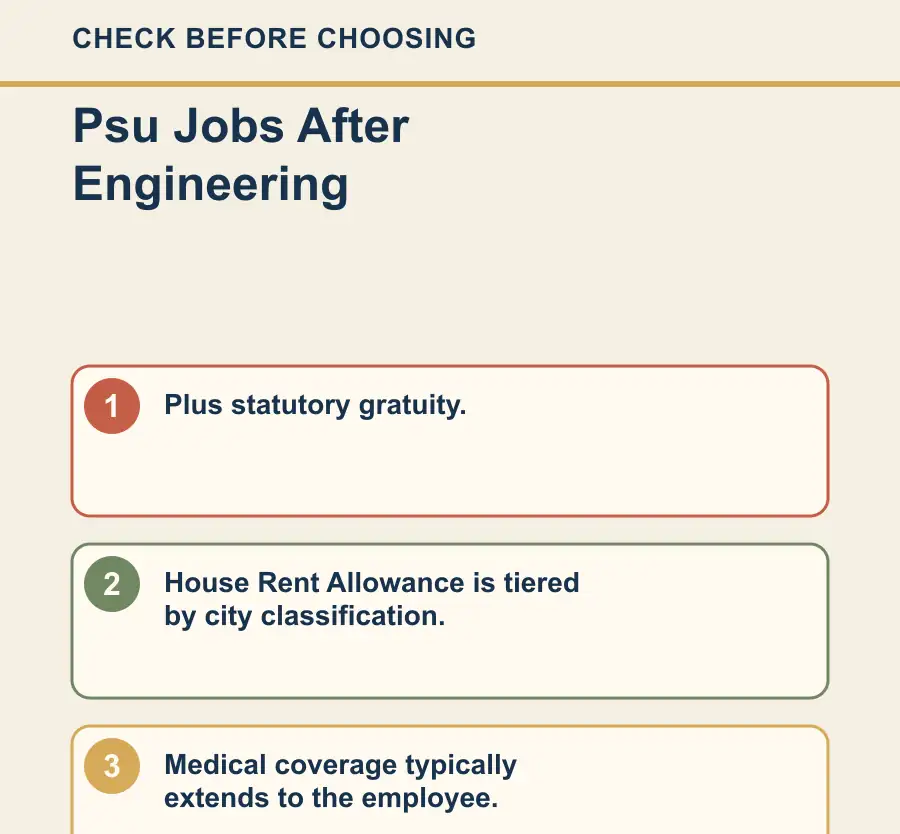 CHECK BEFORE CHOOSING
Psu Jobs After
Engineering
1
Plus statutory gratuity.
2
House Rent Allowance is tiered
by city classification.
3
Medical coverage typically
extends to the employee.